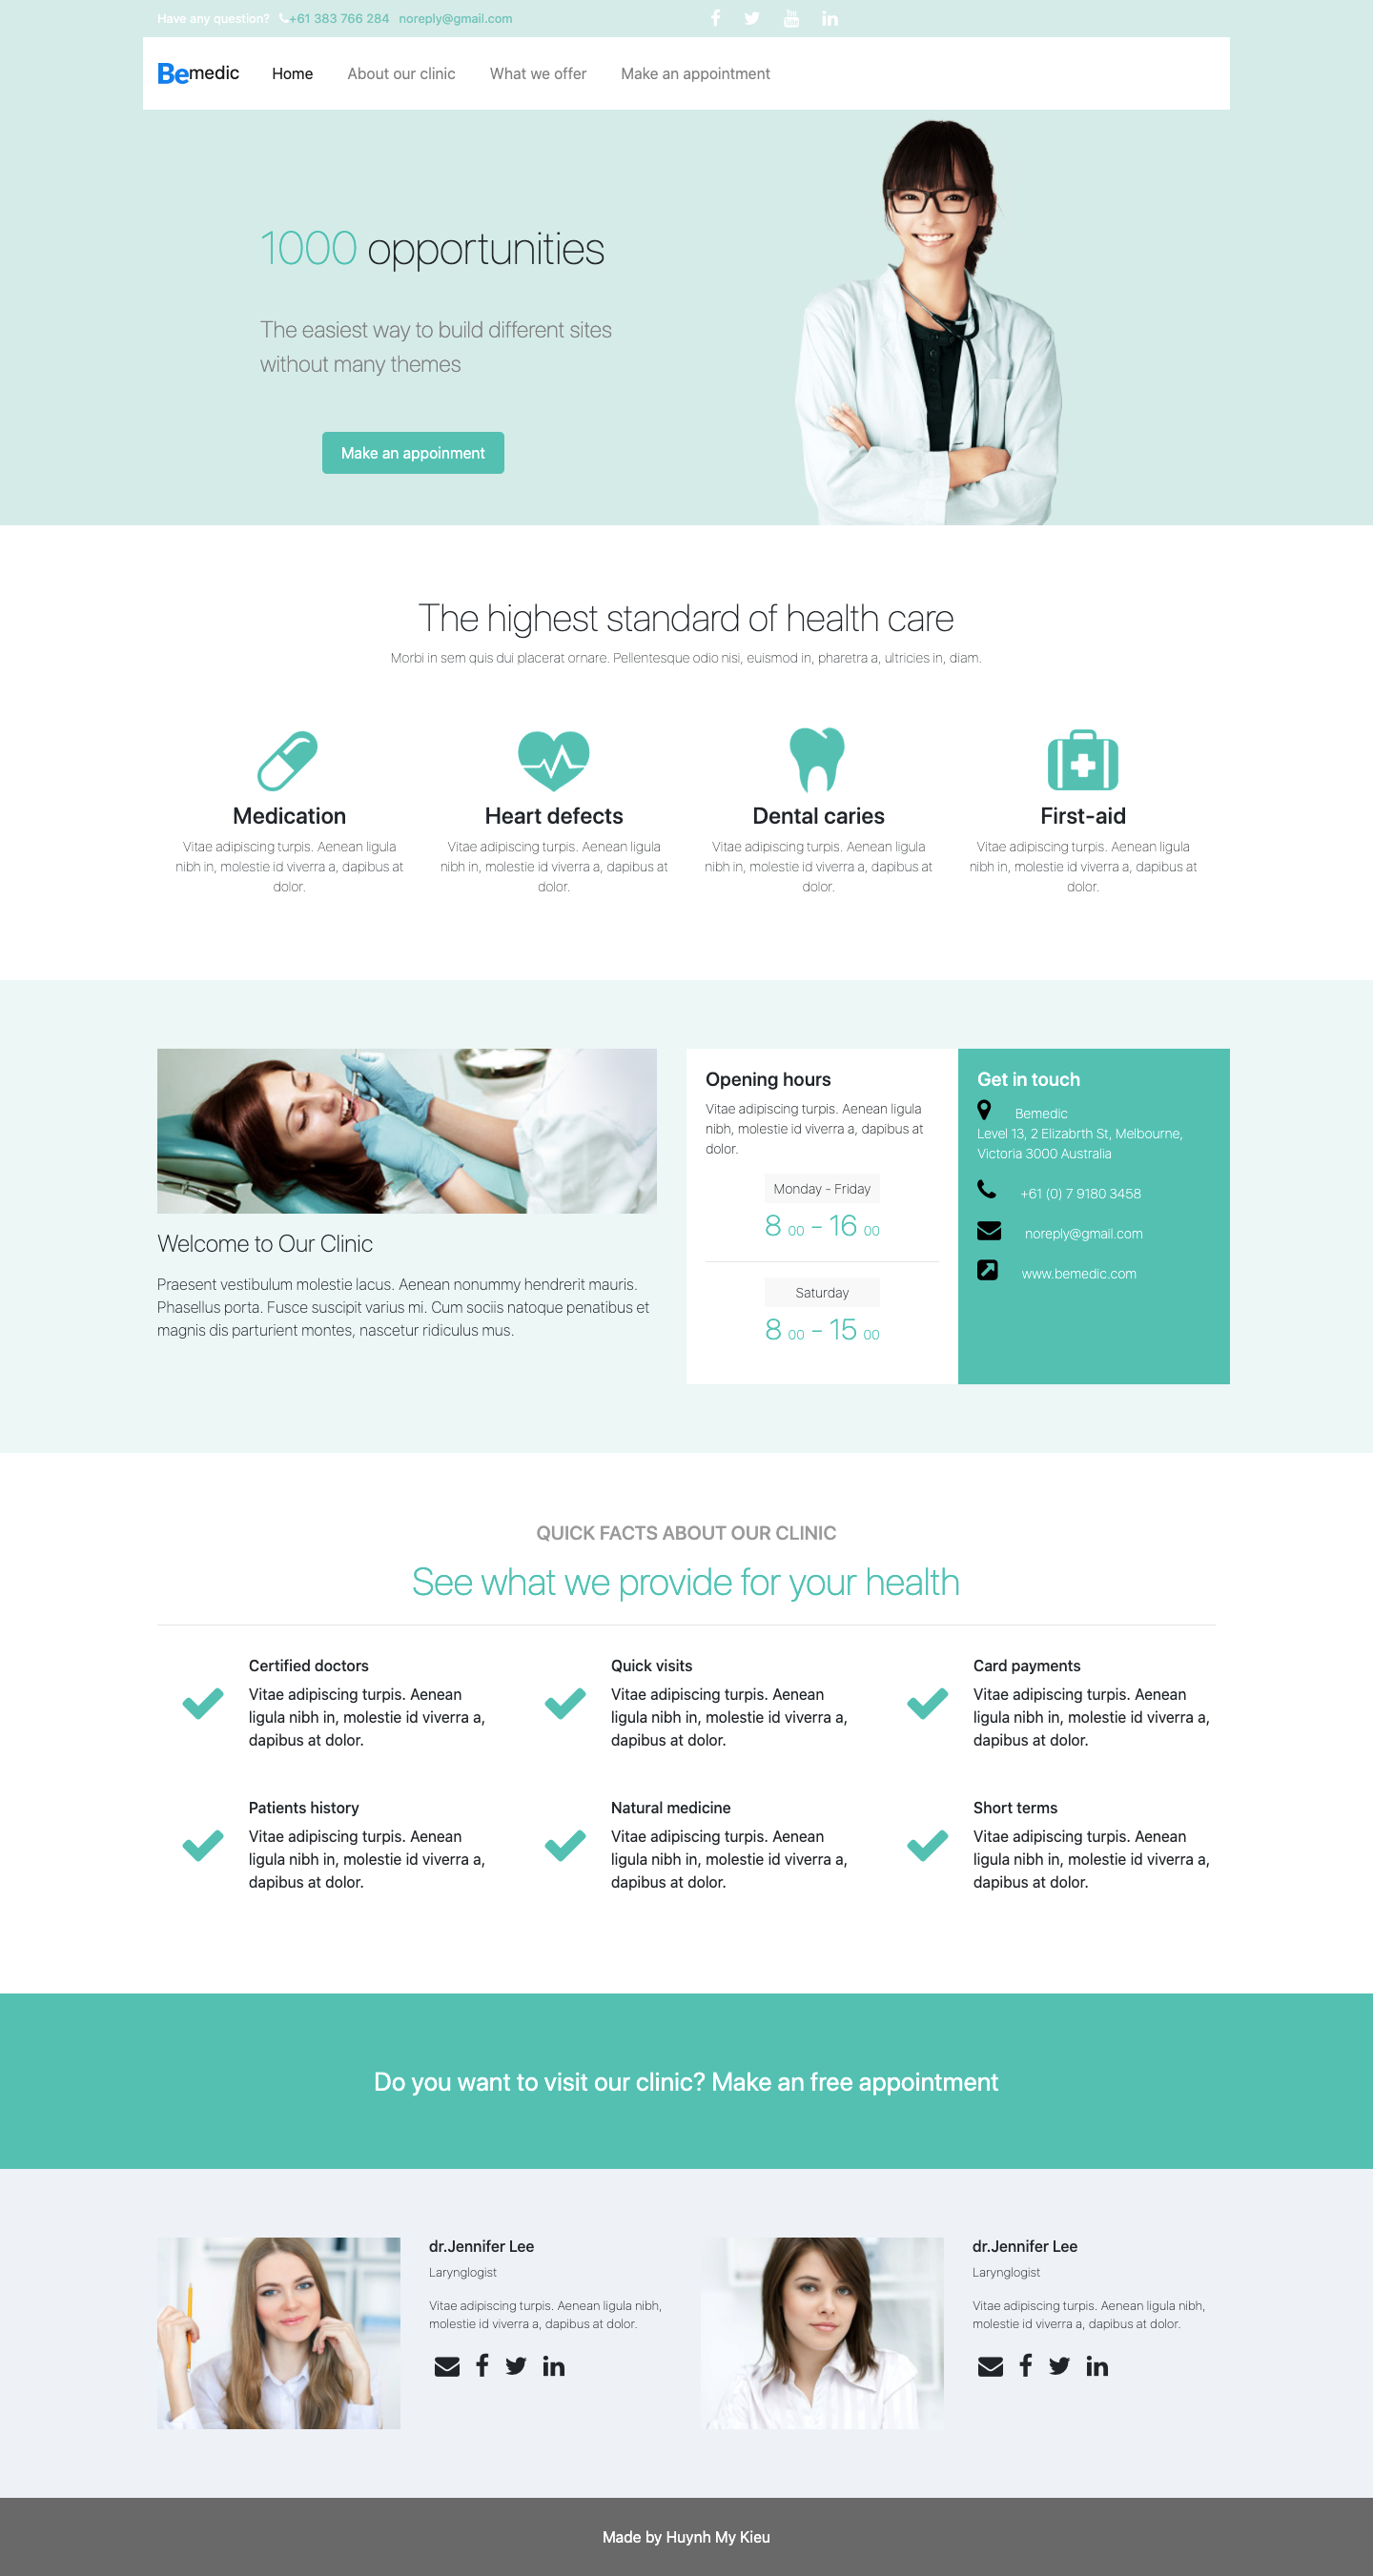 Have any question? +61 383 766 284 noreply@gmail.com
Bemedic Home About our clinic What we offer Make an appointment
1000 opportunities
The easiest way to build different sites
without many themes
Make an appoinment
The highest standard of health care
Morbi in sem quis dui placerat ornare. Pellentesque odio nisi, euismod in, pharetra a, ultricies in, diam.
Medication
Vitae adipiscing turpis. Aenean ligula
nibh in, molestie id viverra a, dapibus at
dolor.
Heart defects
Vitae adipiscing turpis. Aenean ligula
nibh in, molestie id viverra a, dapibus at
dolor.
Dental caries
Vitae adipiscing turpis. Aenean ligula
nibh in, molestie id viverra a, dapibus at
dolor.
First-aid
Vitae adipiscing turpis. Aenean ligula
nibh in, molestie id viverra a, dapibus at
dolor.
Welcome to Our Clinic
Praesent vestibulum molestie lacus. Aenean nonummy hendrerit mauris.
Phasellus porta. Fusce suscipit varius mi. Cum sociis natoque penatibus et
magnis dis parturient montes, nascetur ridiculus mus.
Opening hours
Vitae adipiscing turpis. Aenean ligula
nibh, molestie id viverra a, dapibus at
dolor.
Monday - Friday
8 00 - 16 00
Saturday
8 00 - 15 00
Get in touch
Bemedic
Level 13, 2 Elizabrth St, Melbourne,
Victoria 3000 Australia
+61 (0) 7 9180 3458
noreply@gmail.com
www.bemedic.com
QUICK FACTS ABOUT OUR CLINIC
See what we provide for your health
Certified doctors
Vitae adipiscing turpis. Aenean
ligula nibh in, molestie id viverra a,
dapibus at dolor.
Quick visits
Vitae adipiscing turpis. Aenean
ligula nibh in, molestie id viverra a,
dapibus at dolor.
Card payments
Vitae adipiscing turpis. Aenean
ligula nibh in, molestie id viverra a,
dapibus at dolor.
Patients history
Vitae adipiscing turpis. Aenean
ligula nibh in, molestie id viverra a,
dapibus at dolor.
Natural medicine
Vitae adipiscing turpis. Aenean
ligula nibh in, molestie id viverra a,
dapibus at dolor.
Short terms
Vitae adipiscing turpis. Aenean
ligula nibh in, molestie id viverra a,
dapibus at dolor.
Do you want to visit our clinic? Make an free appointment
dr.Jennifer Lee
Larynglogist
Vitae adipiscing turpis. Aenean ligula nibh,
molestie id viverra a, dapibus at dolor.
dr.Jennifer Lee
Larynglogist
Vitae adipiscing turpis. Aenean ligula nibh,
molestie id viverra a, dapibus at dolor.
Made by Huynh My Kieu